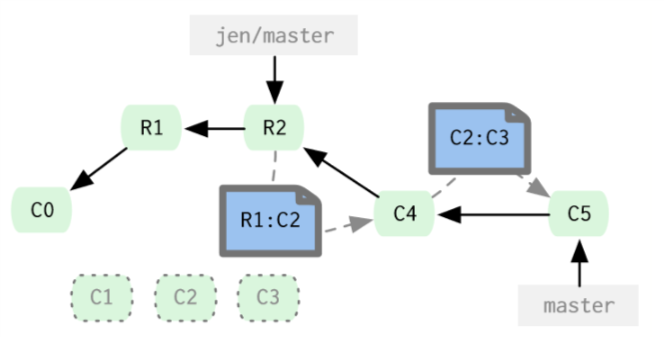 jen/master
R1
R2
C2:C3
C0
R1:C2
C4
C5
C1
C2
C3
master